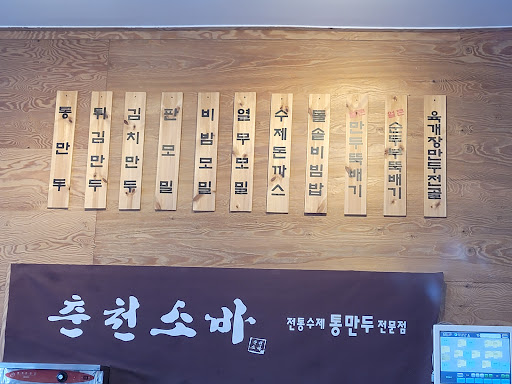 통만두
튀김만두
김치만두
판모밀
비빔모밀
열무모밀
수제돈까스
불솥비빔밥
만두뚝배기
순두부뚝배기
육개장만두전골
춘천소바
전통수제 통만두 전문점